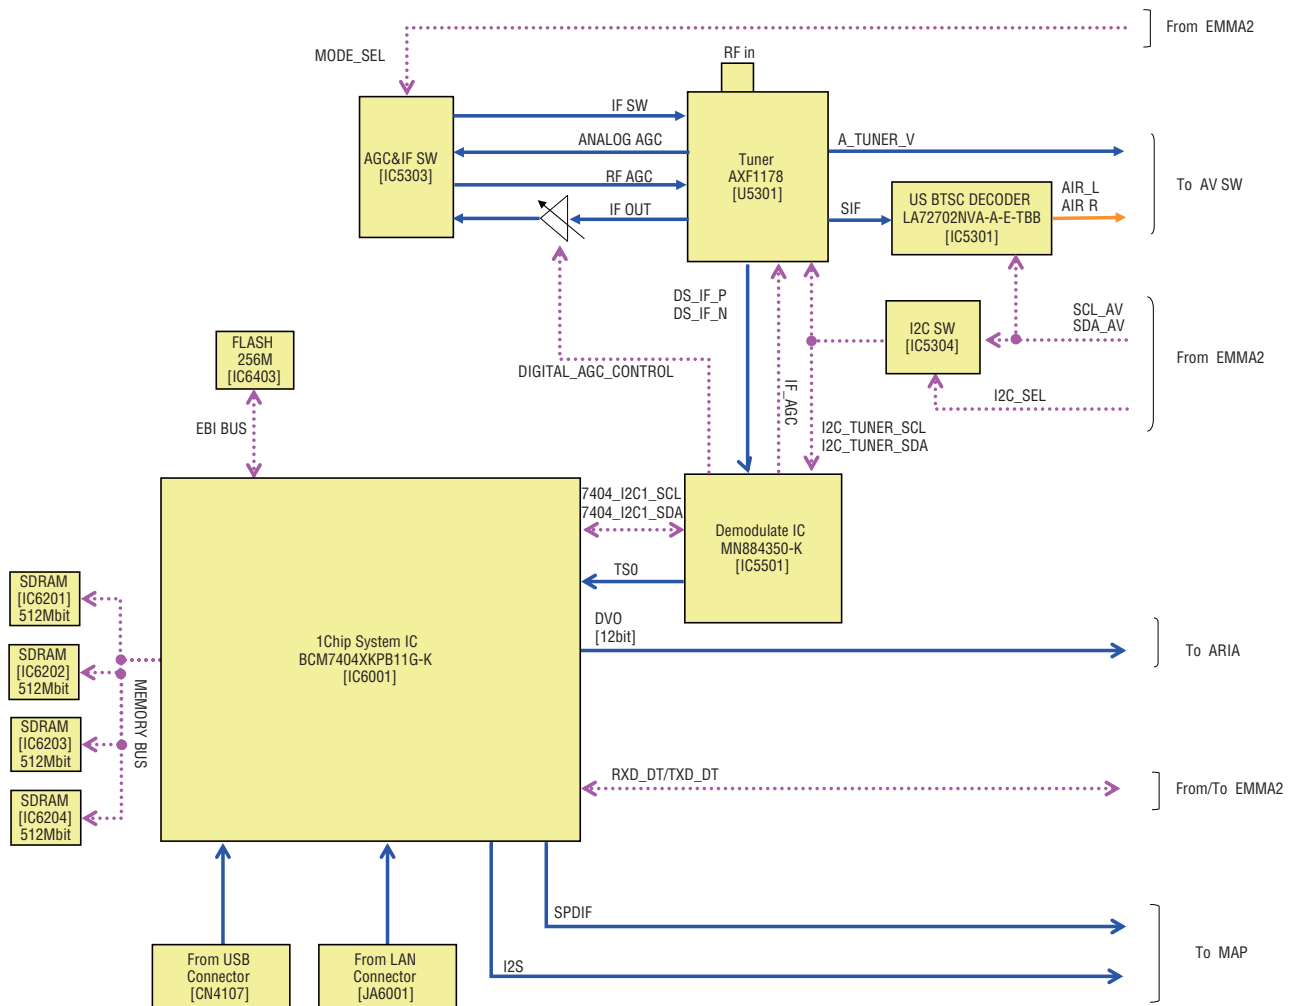 From EMMA2
MODE_SEL
RF in
IF SW
ANALOG AGC
RF AGC
IF OUT
AGC&IF SW
[IC5303]
Tuner
AXF1178
[U5301]
A_TUNER_V
SIF
US BTSC DECODER
LA72702NVA-A-E-TBB
[IC5301]
AIR_L
AIR R
To AV SW
DS_IF_P
DS_IF_N
I2C SW
[IC5304]
SCL_AV
SDA_AV
From EMMA2
I2C_SEL
FLASH
256M
[IC6403]
DIGITAL_AGC_CONTROL
IF_AGC
EBI BUS
I2C_TUNER_SCL
I2C_TUNER_SDA
7404_I2C1_SCL
7404_I2C1_SDA
Demodulate IC
MN884350-K
[IC5501]
TS0
SDRAM
[IC6201]
512Mbit
SDRAM
[IC6202]
512Mbit
SDRAM
[IC6203]
512Mbit
SDRAM
[IC6204]
512Mbit
MEMORY BUS
1Chip System IC
BCM7404XKPB11G-K
[IC6001]
DVO
[12bit]
To ARIA
RXD_DT/TXD_DT
From/To EMMA2
SPDIF
I2S
To MAP
From USB
Connector
[CN4107]
From LAN
Connector
[JA6001]